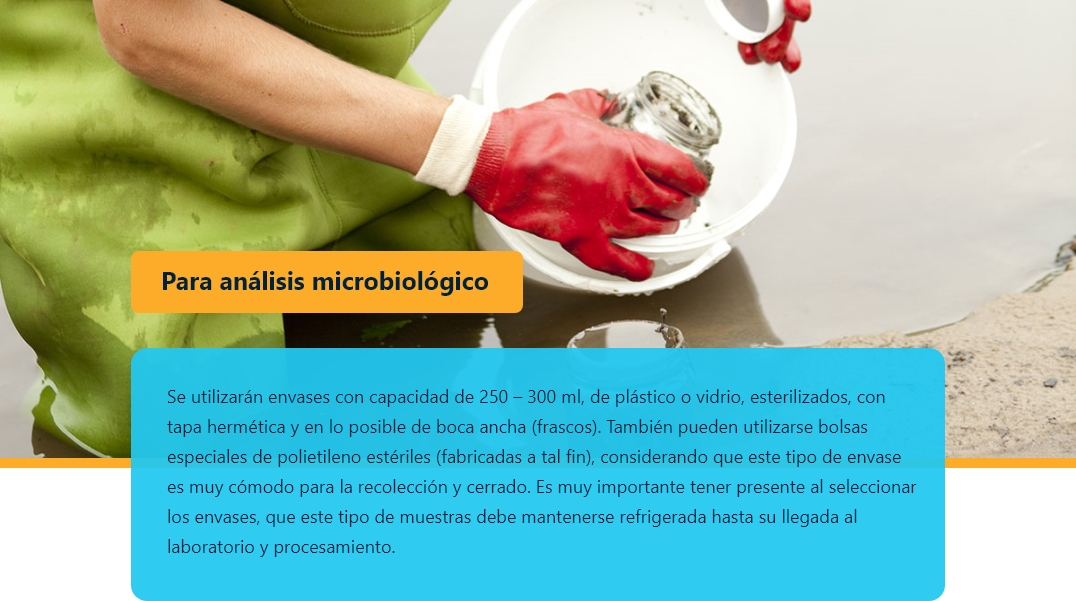 Para análisis microbiológico
Se utilizarán envases con capacidad de 250 – 300 ml, de plástico o vidrio, esterilizados, con
tapa hermética y en lo posible de boca ancha (frascos). También pueden utilizarse bolsas
especiales de polietileno estériles (fabricadas a tal fin), considerando que este tipo de envase
es muy cómodo para la recolección y cerrado. Es muy importante tener presente al seleccionar
los envases, que este tipo de muestras debe mantenerse refrigerada hasta su llegada al
laboratorio y procesamiento.